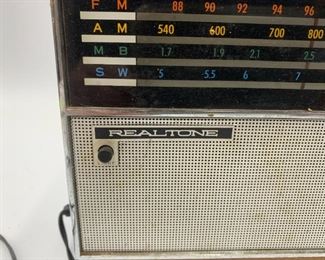 FM 88 90 92 94 96
AM 540 600 700 800
MB 1.7 1.9 2.1 2.5
SW 5 5.5 6 7
REALTONE